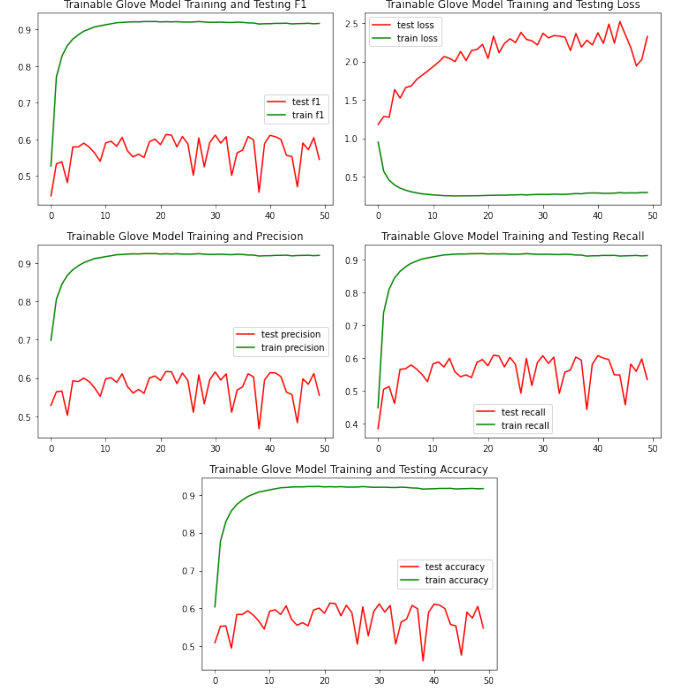 Trainable Glove Model Training and Testing F1
0.9
0.8
0.7
0.6
0.5
test f1
train f1
0 10 20 30 40 50
Trainable Glove Model Training and Testing Loss
2.5
2.0
1.5
1.0
0.5
test loss
train loss
0 10 20 30 40 50
Trainable Glove Model Training and Precision
0.9
0.8
0.7
0.6
0.5
test precision
train precision
0 10 20 30 40 50
Trainable Glove Model Training and Testing Recall
0.9
0.8
0.7
0.6
0.5
0.4
test recall
train recall
0 10 20 30 40 50
Trainable Glove Model Training and Testing Accuracy
0.9
0.8
0.7
0.6
0.5
test accuracy
train accuracy
0 10 20 30 40 50